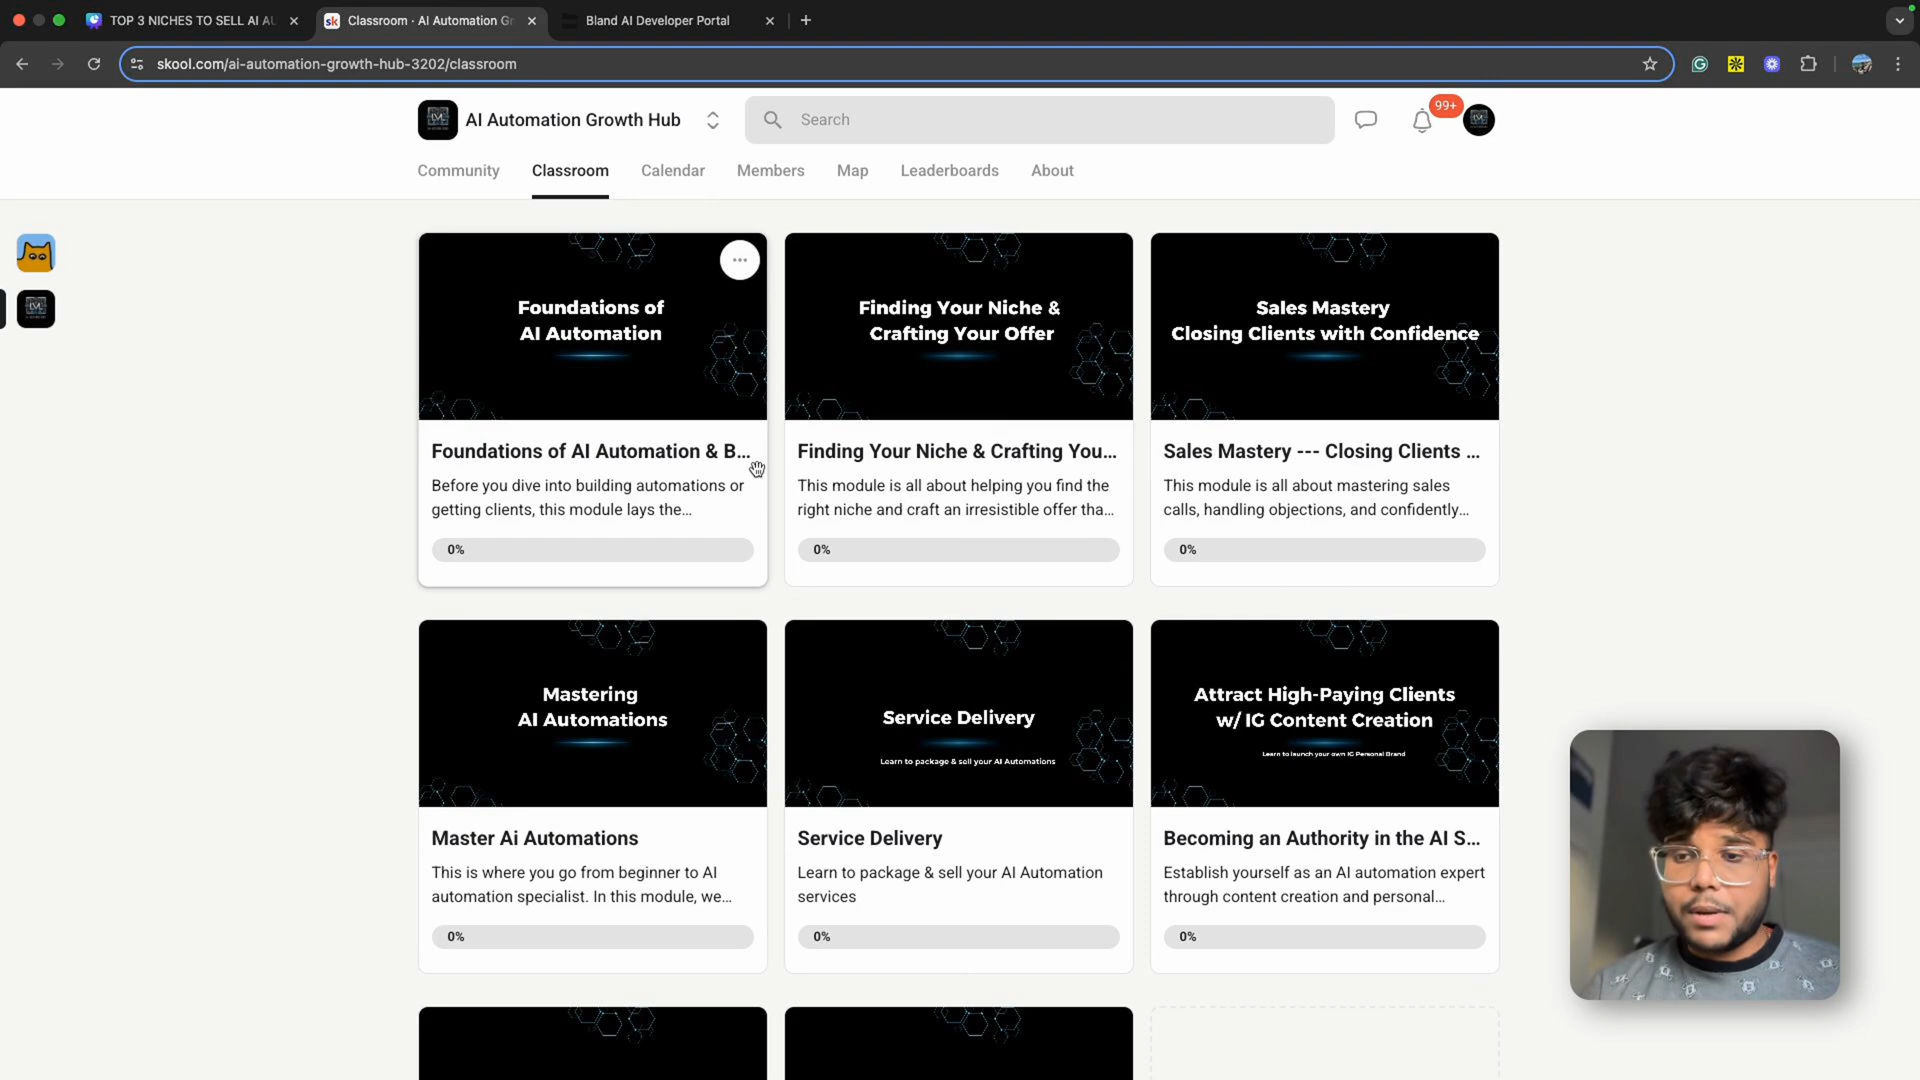 TOP 3 NICHES TO SELL AI AU
Classroom · AI Automation Gr
Bland AI Developer Portal
skool.com/ai-automation-growth-hub-3202/classroom
AI Automation Growth Hub
Search
99+
Community
Classroom
Calendar
Members
Map
Leaderboards
About
Foundations of
AI Automation
Foundations of AI Automation & B...
Before you dive into building automations or
getting clients, this module lays the...
0%
Finding Your Niche &
Crafting Your Offer
Finding Your Niche & Crafting You...
This module is all about helping you find the
right niche and craft an irresistible offer tha...
0%
Sales Mastery
Closing Clients with Confidence
Sales Mastery --- Closing Clients ...
This module is all about mastering sales
calls, handling objections, and confidently...
0%
Mastering
AI Automations
Master Ai Automations
This is where you go from beginner to AI
automation specialist. In this module, we...
0%
Service Delivery
Learn to package & sell your AI Automations
Service Delivery
Learn to package & sell your AI Automation
services
0%
Attract High-Paying Clients
w/ IG Content Creation
Learn to launch your own IG Personal Brand
Becoming an Authority in the AI S...
Establish yourself as an AI automation expert
through content creation and personal...
0%